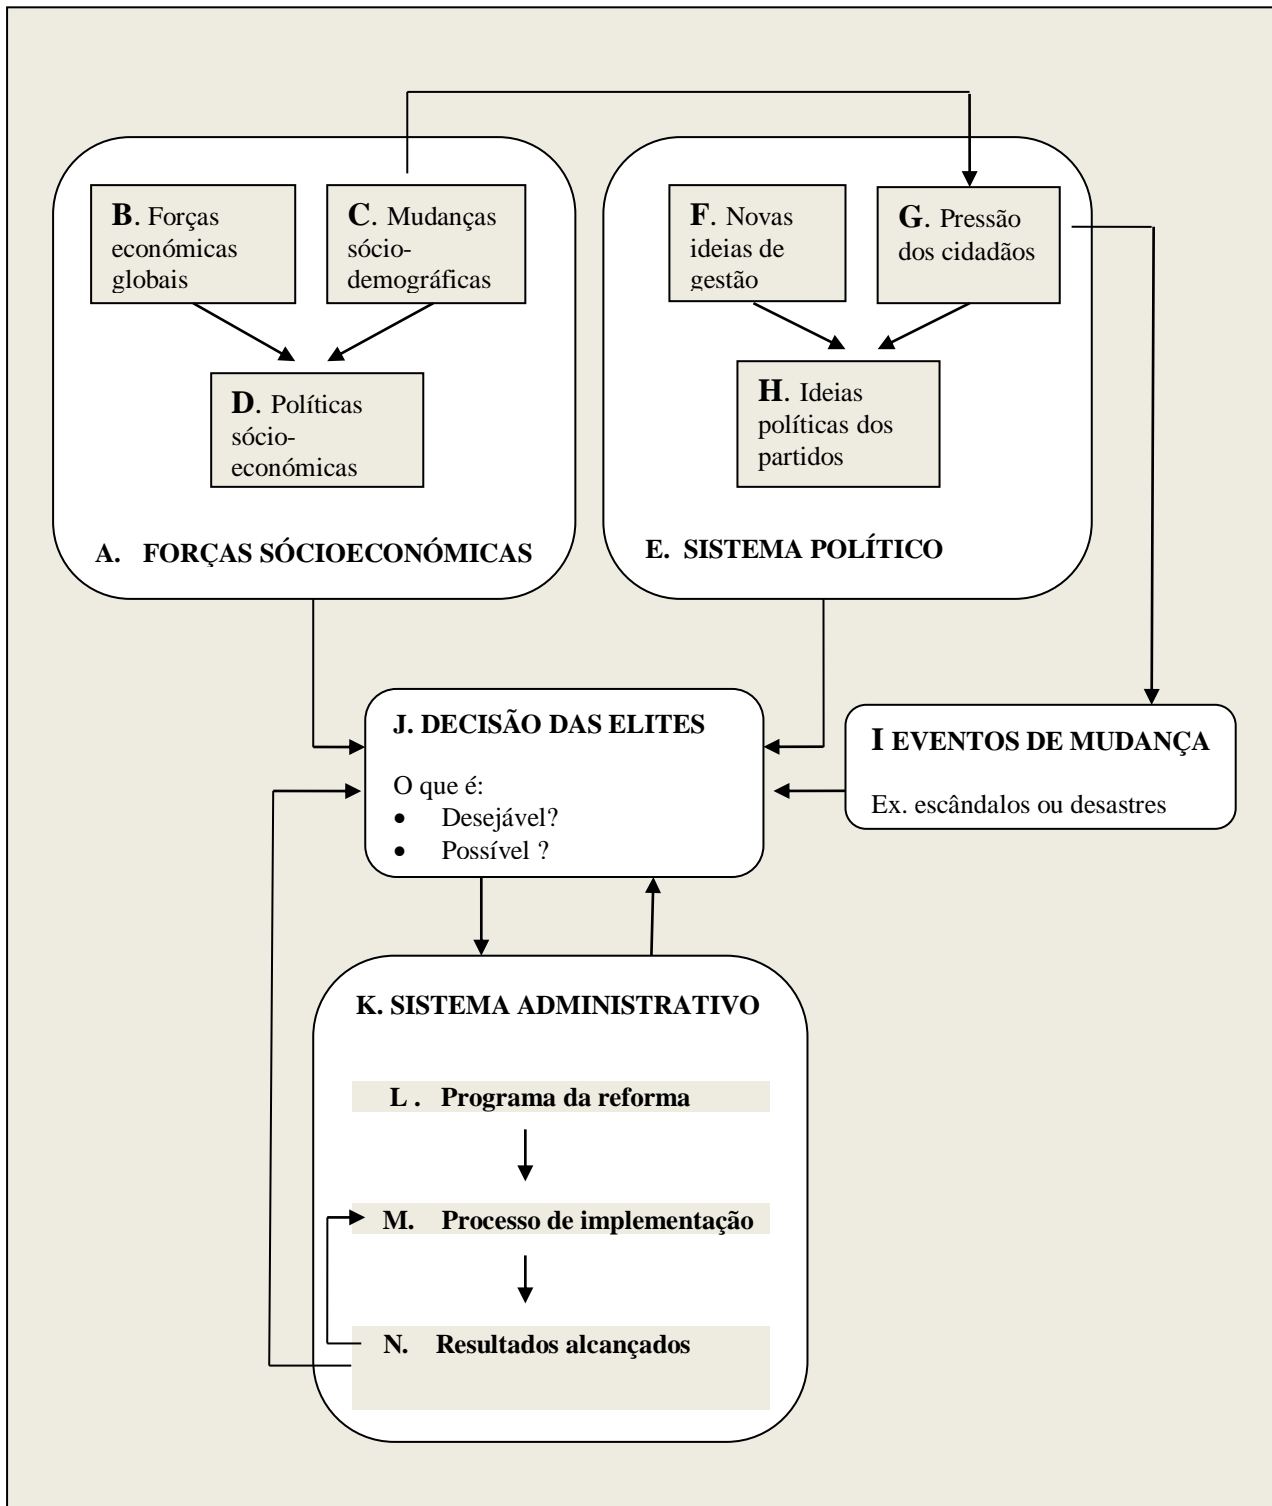 B. Forças
económicas
globais
C. Mudanças
sócio-
demográficas
D. Políticas
sócio-
económicas
A. FORÇAS SÓCIOECONÓMICAS
F. Novas
ideias de
gestão
G. Pressão
dos cidadãos
H. Ideias
políticas dos
partidos
E. SISTEMA POLÍTICO
J. DECISÃO DAS ELITES
O que é:
• Desejável?
• Possível ?
I EVENTOS DE MUDANÇA
Ex. escândalos ou desastres
K. SISTEMA ADMINISTRATIVO
L . Programa da reforma
M. Processo de implementação
N. Resultados alcançados